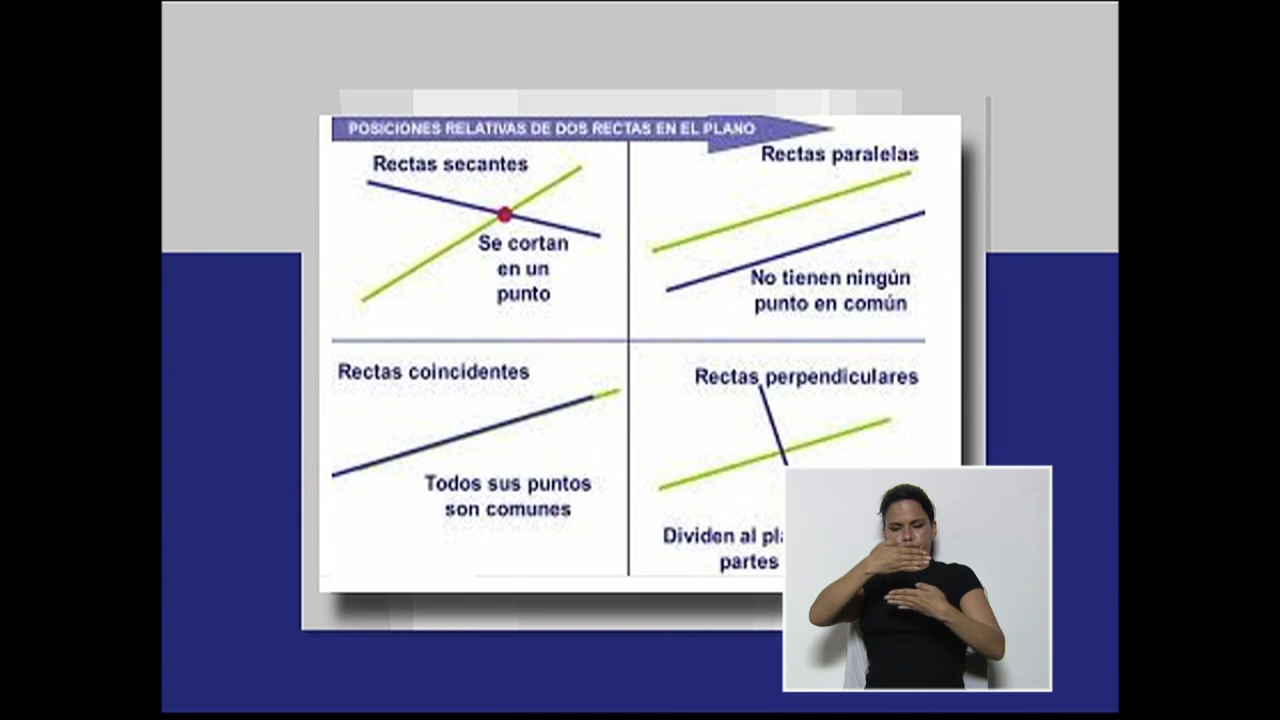 POSICIONES RELATIVAS DE DOS RECTAS EN EL PLANO
Rectas secantes
Se cortan
en un
punto
Rectas paralelas
No tienen ningún
punto en común
Rectas coincidentes
Todos sus puntos
son comunes
Rectas perpendiculares
Dividen al
partes